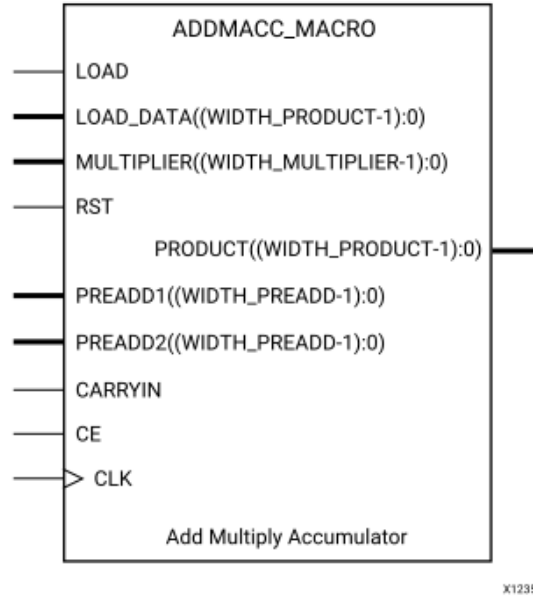 ADDMACC_MACRO
LOAD
LOAD_DATA((WIDTH_PRODUCT-1):0)
MULTIPLIER((WIDTH_MULTIPLIER-1):0)
RST
PRODUCT((WIDTH_PRODUCT-1):0)
PREADD1((WIDTH_PREADD-1):0)
PREADD2((WIDTH_PREADD-1):0)
CARRYIN
CE
CLK
Add Multiply Accumulator
X1235